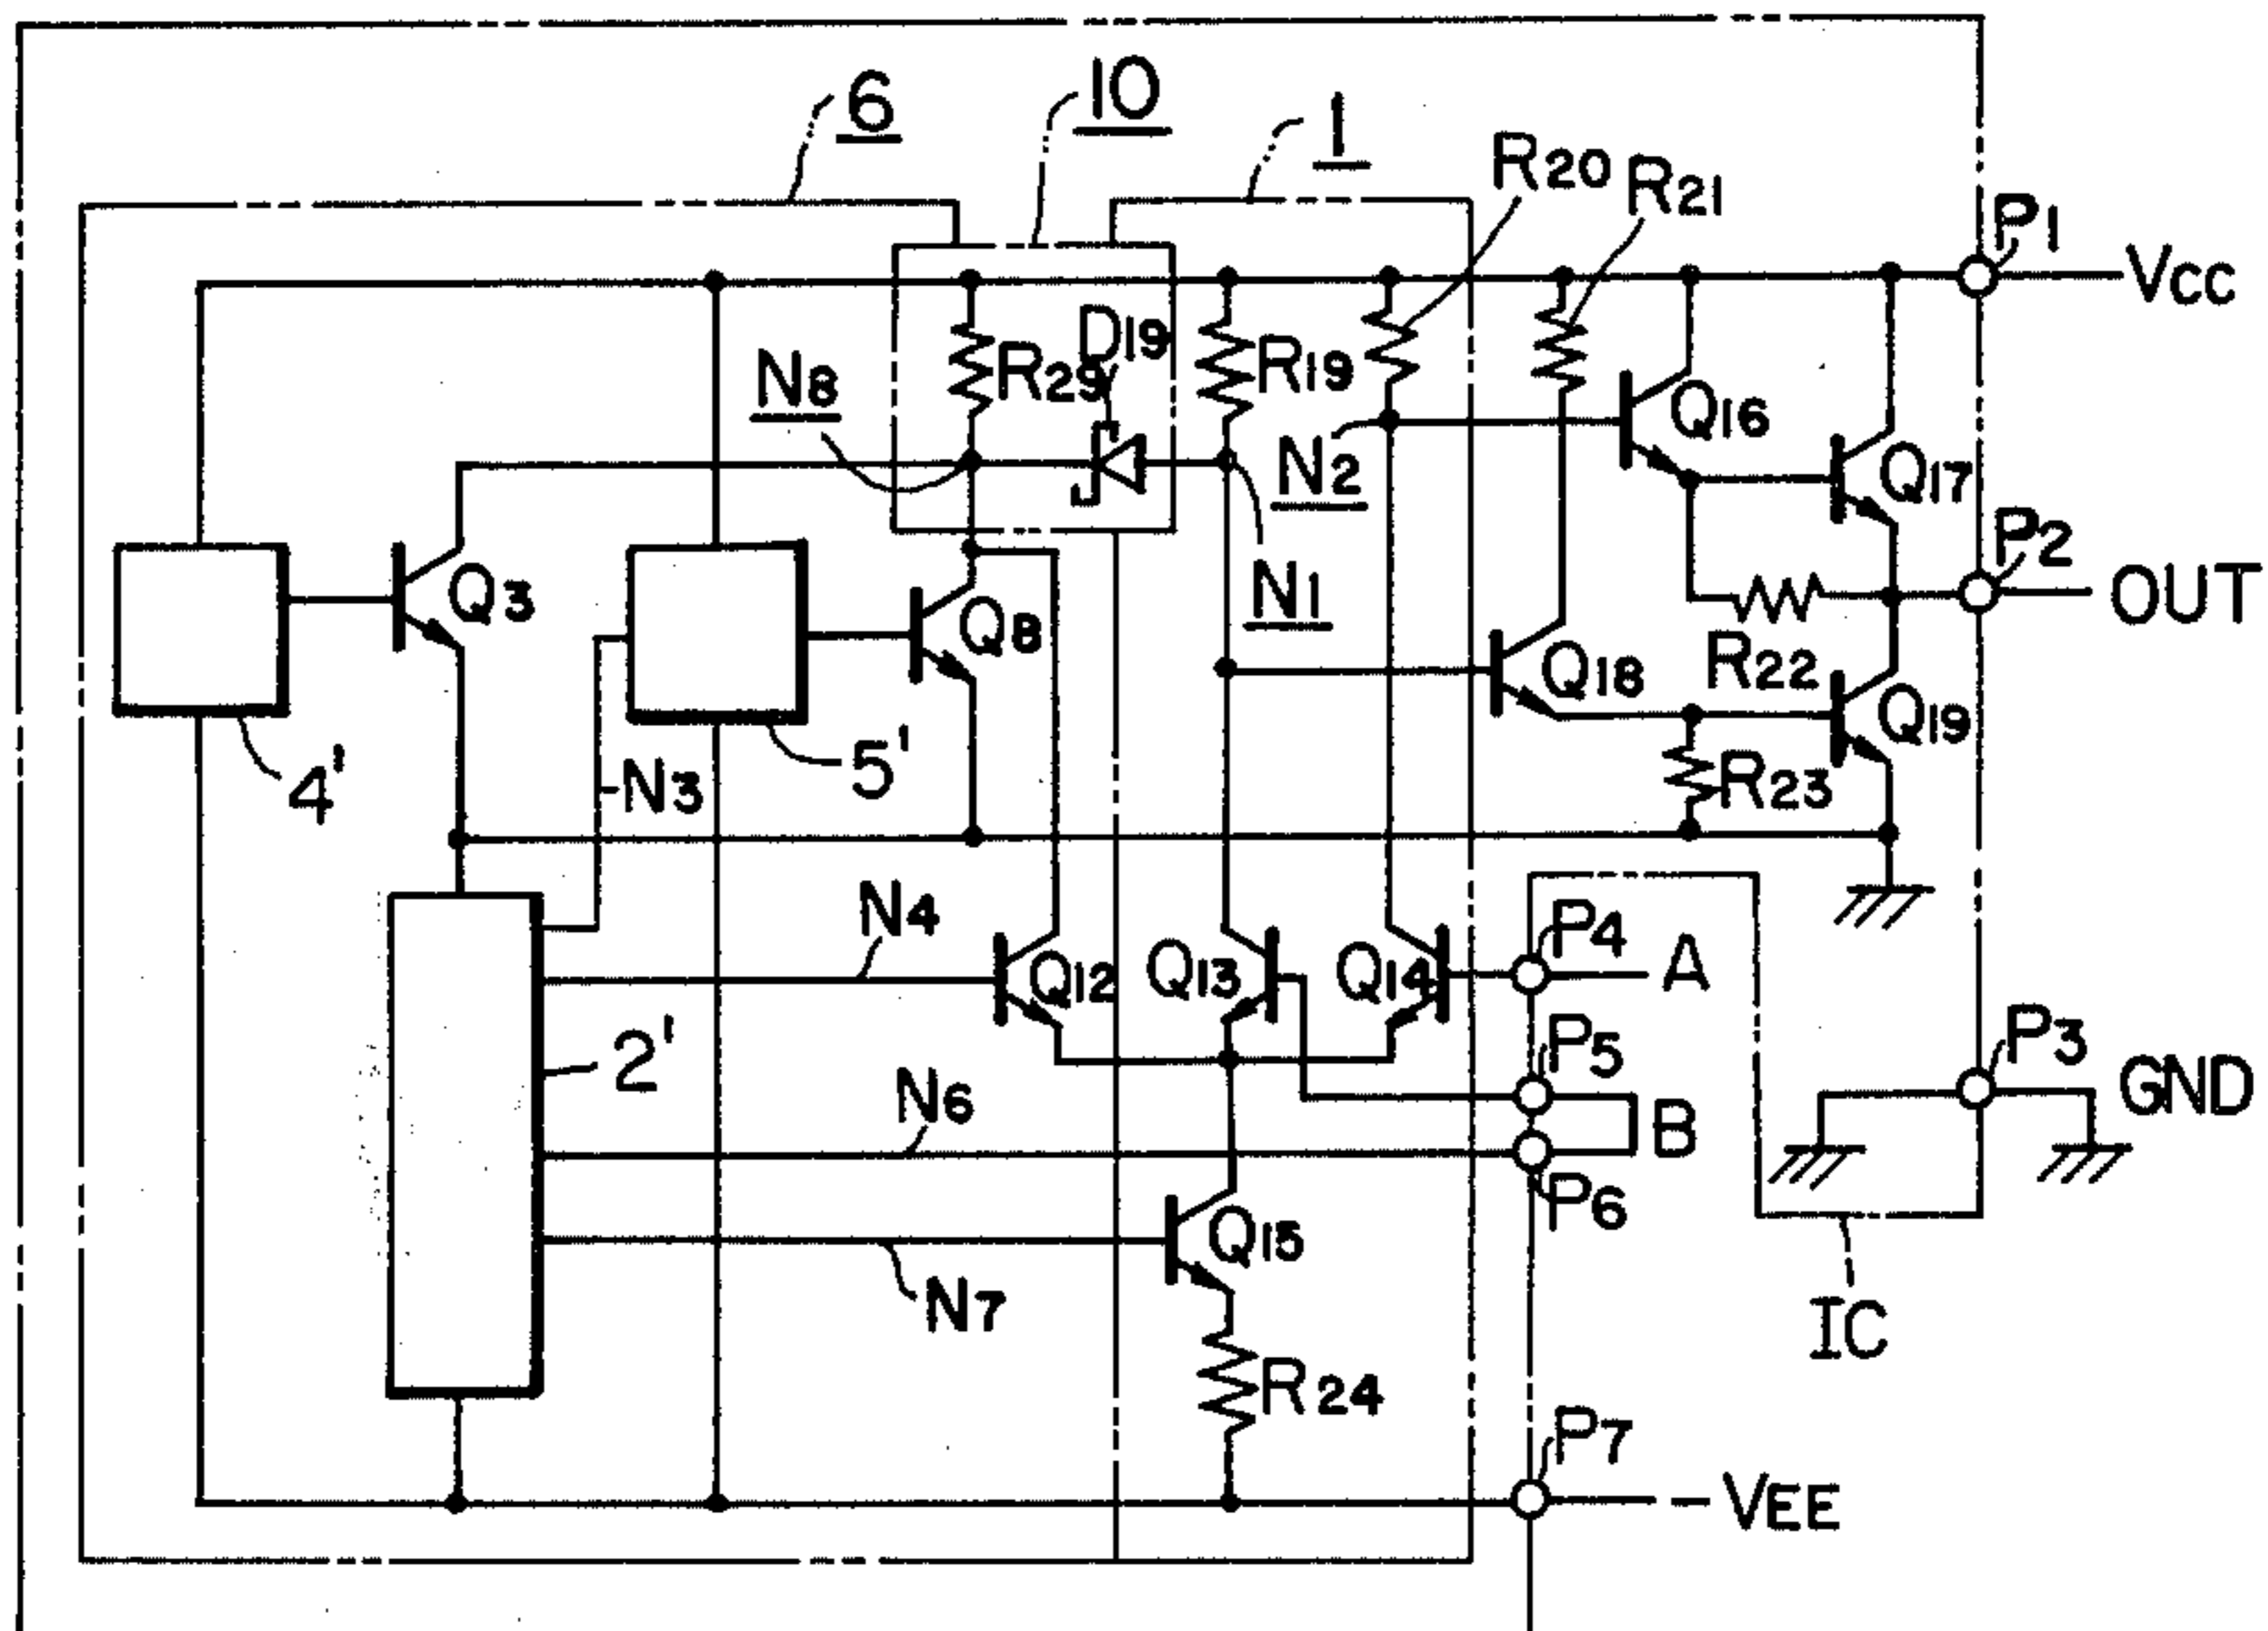 6
10
1
R20
R21
P1
VCC
D19
R29
R19
N8
Q16
N2
Q17
P2
OUT
N1
Q3
Q8
R22
Q18
Q19
4'
N3
5'
R23
N4
P4
A
Q12
Q13
Q14
P5
P3
GND
2'
N6
B
P6
Q15
N7
IC
R24
P7
-VEE